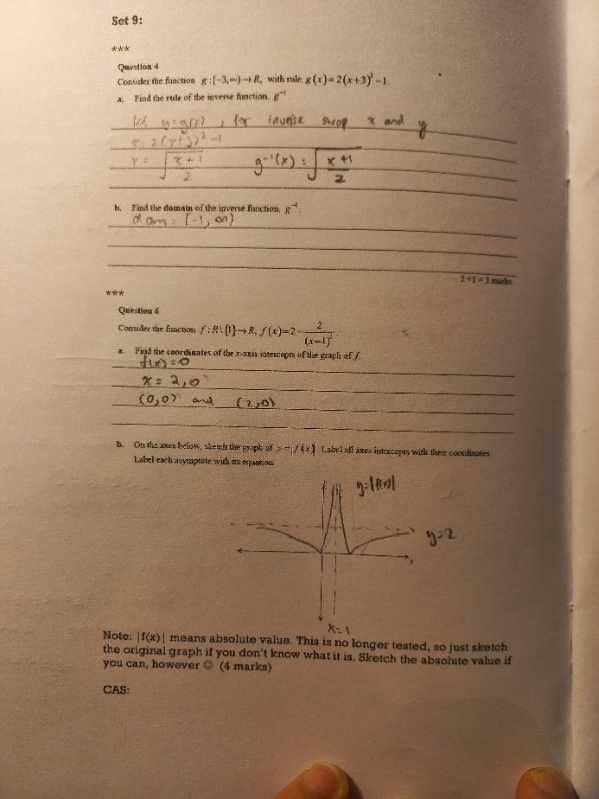 Set 9:
***
Question 4
Consider the function g:[-3,∞)→R, with rule g(x)=2(x+3)²-1.
a. Find the rule of the inverse function, g⁻¹
let y=g(x), for inverse swop x and y
x=2(y+3)²-1
y= √((x+1)/2) g⁻¹(x)= √((x+1)/2)
b. Find the domain of the inverse function, g⁻¹.
dom: [-1, ∞)
2+1=3 marks
***
Question 6
Consider the function f:R\{1}→R, f(x)=2-2/(x-1)².
a. Find the coordinates of the x-axis intercepts of the graph of f.
f(x)=0
x=2,0
(0,0) and (2,0)
b. On the axes below, sketch the graph of y=|f(x)|. Label all axes intercepts with their coordinates.
Label each asymptote with its equation.
y=|f(x)|
y=2
x=1
Note: |f(x)| means absolute value. This is no longer tested, so just sketch
the original graph if you don't know what it is. Sketch the absolute value if
you can, however ☺ (4 marks)
CAS: